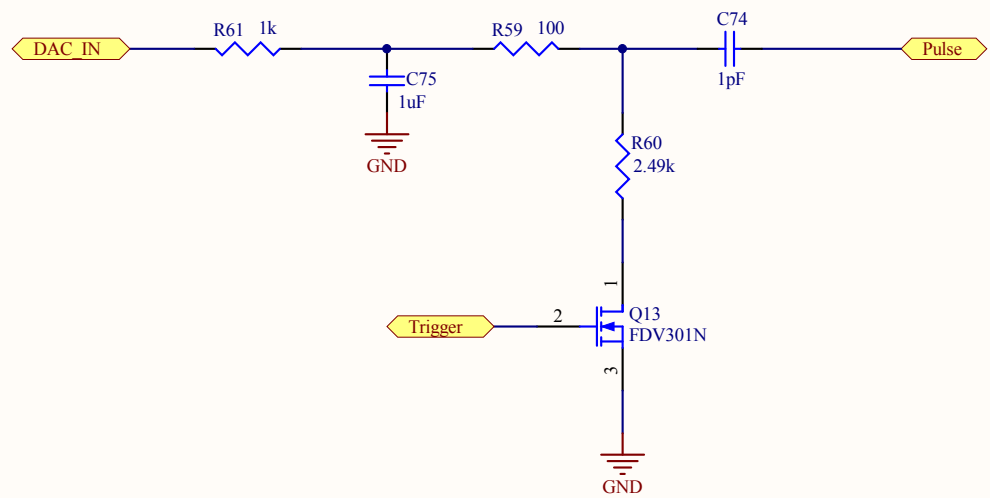 DAC_IN
R61 1k
C75
1uF
GND
R59 100
C74
1pF
Pulse
R60
2.49k
1
Trigger
2
Q13
FDV301N
3
GND